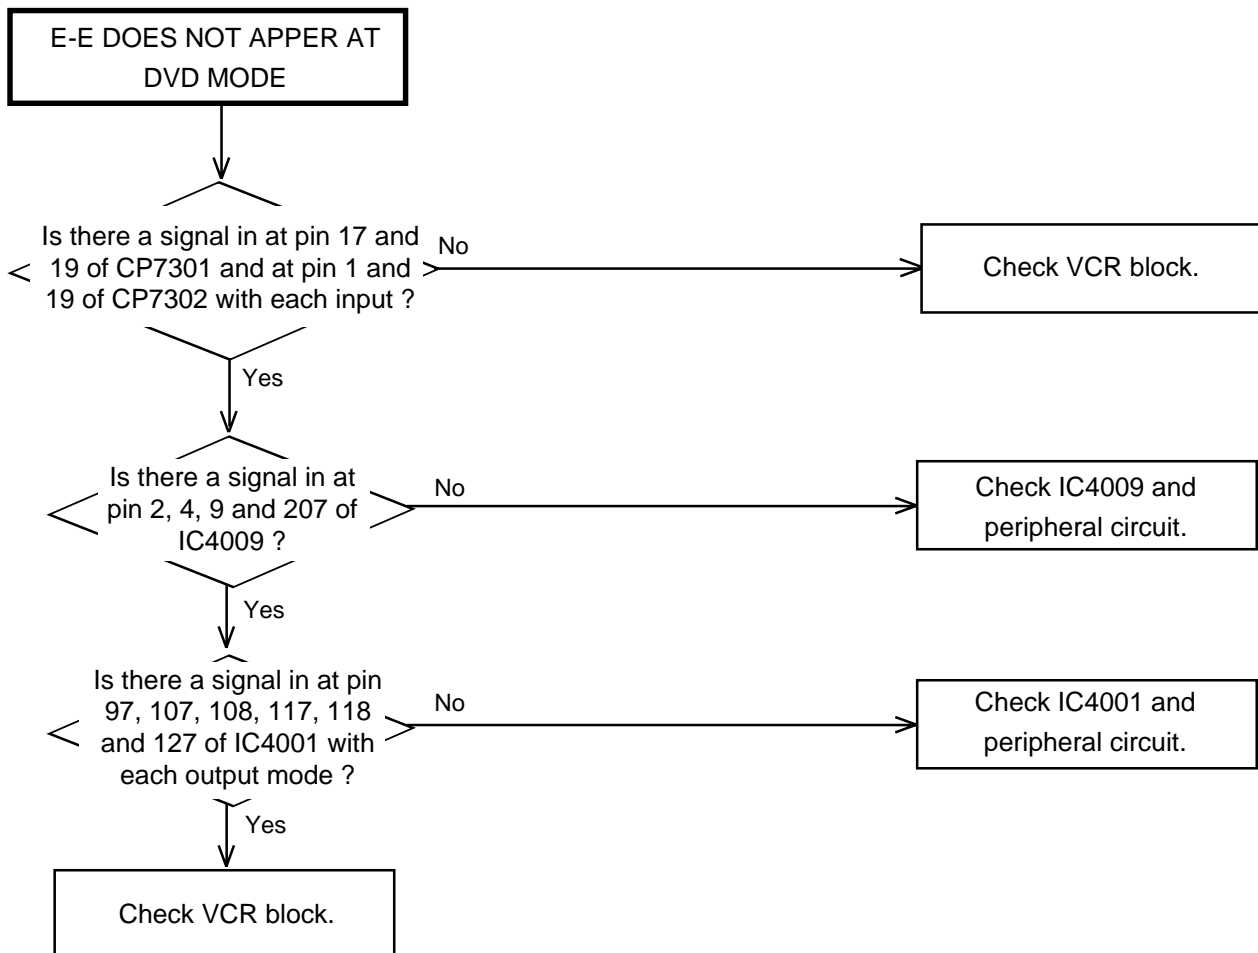 E-E DOES NOT APPER AT
DVD MODE
Is there a signal in at pin 17 and
19 of CP7301 and at pin 1 and
19 of CP7302 with each input ?
No
Check VCR block.
Yes
Is there a signal in at
pin 2, 4, 9 and 207 of
IC4009 ?
No
Check IC4009 and
peripheral circuit.
Yes
Is there a signal in at pin
97, 107, 108, 117, 118
and 127 of IC4001 with
each output mode ?
No
Check IC4001 and
peripheral circuit.
Yes
Check VCR block.